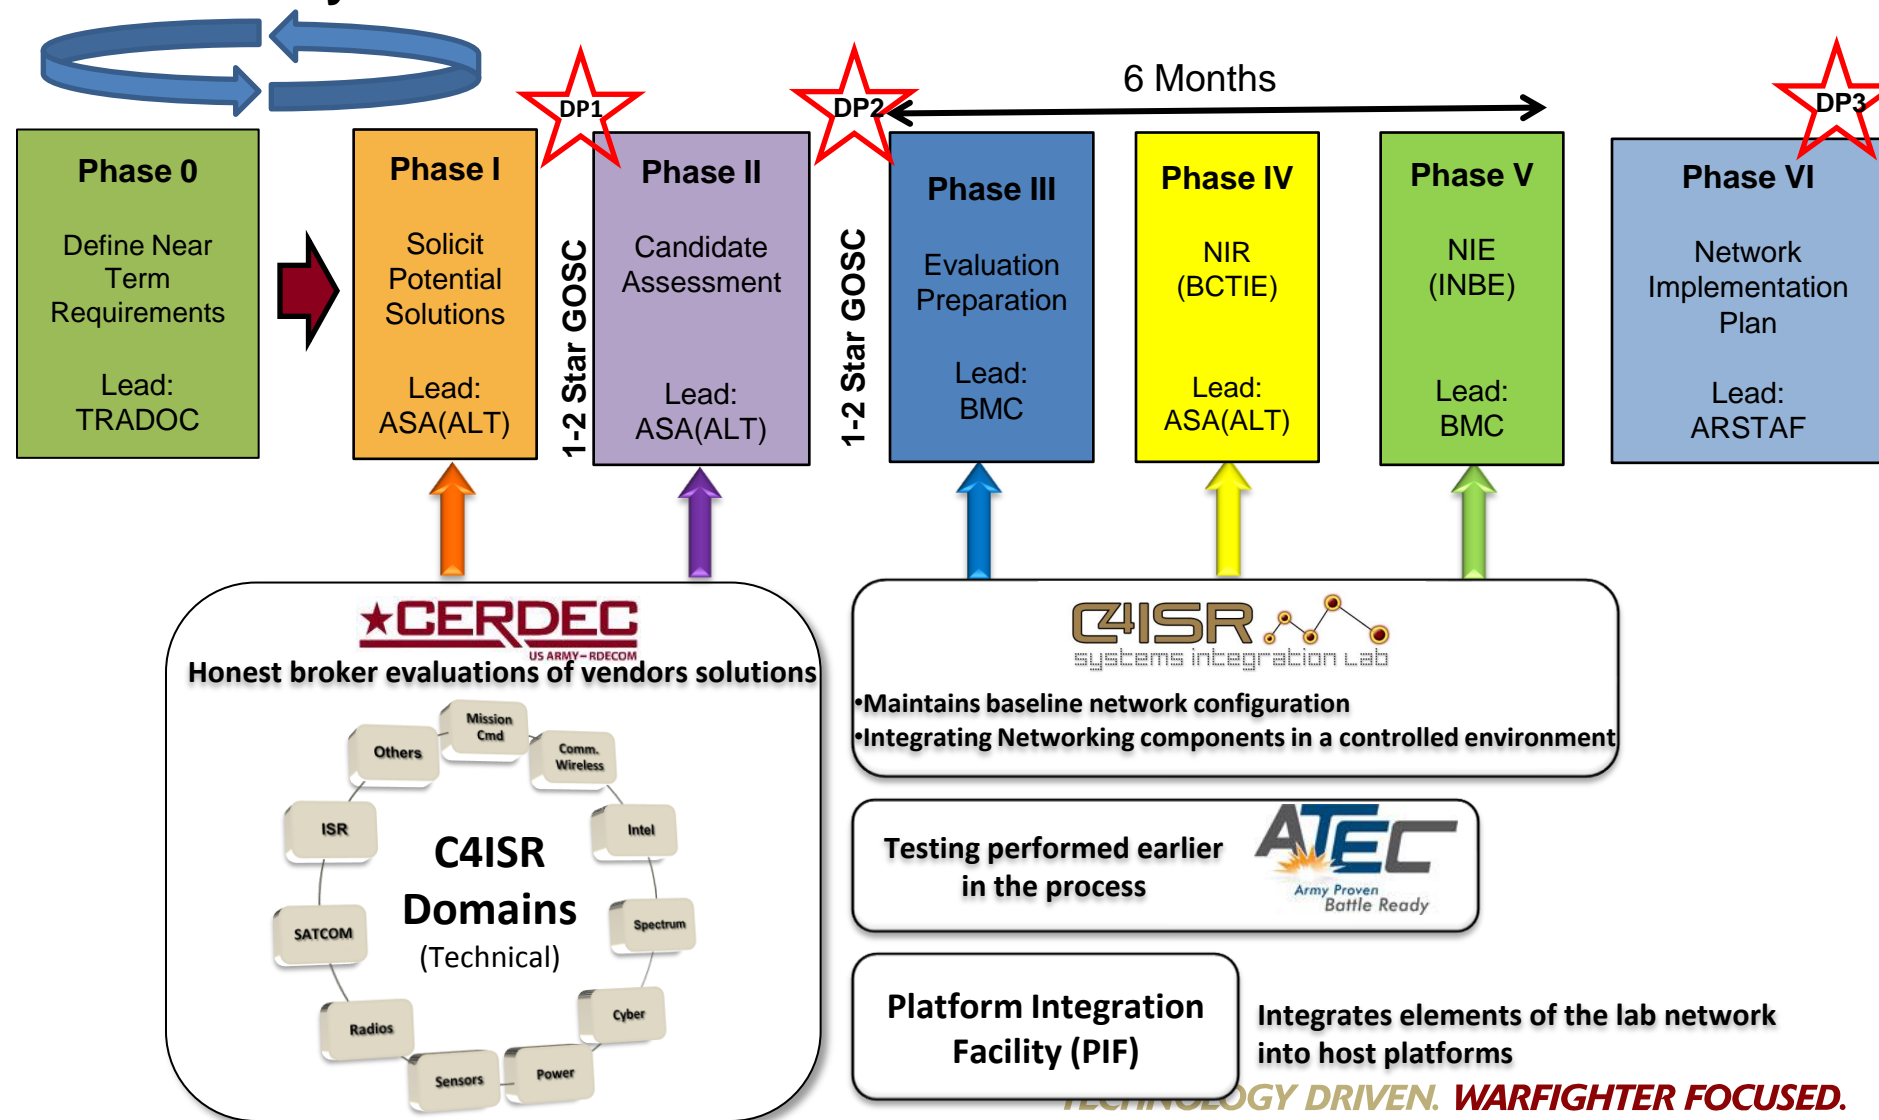 6 Months
DP1
DP2
DP3
Phase 0
Define Near
Term
Requirements
Lead:
TRADOC
Phase I
Solicit
Potential
Solutions
Lead:
ASA(ALT)
1-2 Star GOSC
Phase II
Candidate
Assessment
Lead:
ASA(ALT)
1-2 Star GOSC
Phase III
Evaluation
Preparation
Lead:
BMC
Phase IV
NIR
(BCTIE)
Lead:
ASA(ALT)
Phase V
NIE
(INBE)
Lead:
BMC
Phase VI
Network
Implementation
Plan
Lead:
ARSTAF
CERDEC
US ARMY – RDECOM
Honest broker evaluations of vendors solutions
Mission
Cmd
Comm.
Wireless
Intel
Spectrum
Cyber
Power
Sensors
Radios
SATCOM
ISR
Others
C4ISR
Domains
(Technical)
C4ISR
systems integration Lab
•Maintains baseline network configuration
•Integrating Networking components in a controlled environment
Testing performed earlier
in the process
ATEC
Army Proven
Battle Ready
Platform Integration
Facility (PIF)
Integrates elements of the lab network
into host platforms
TECHNOLOGY DRIVEN. WARFIGHTER FOCUSED.